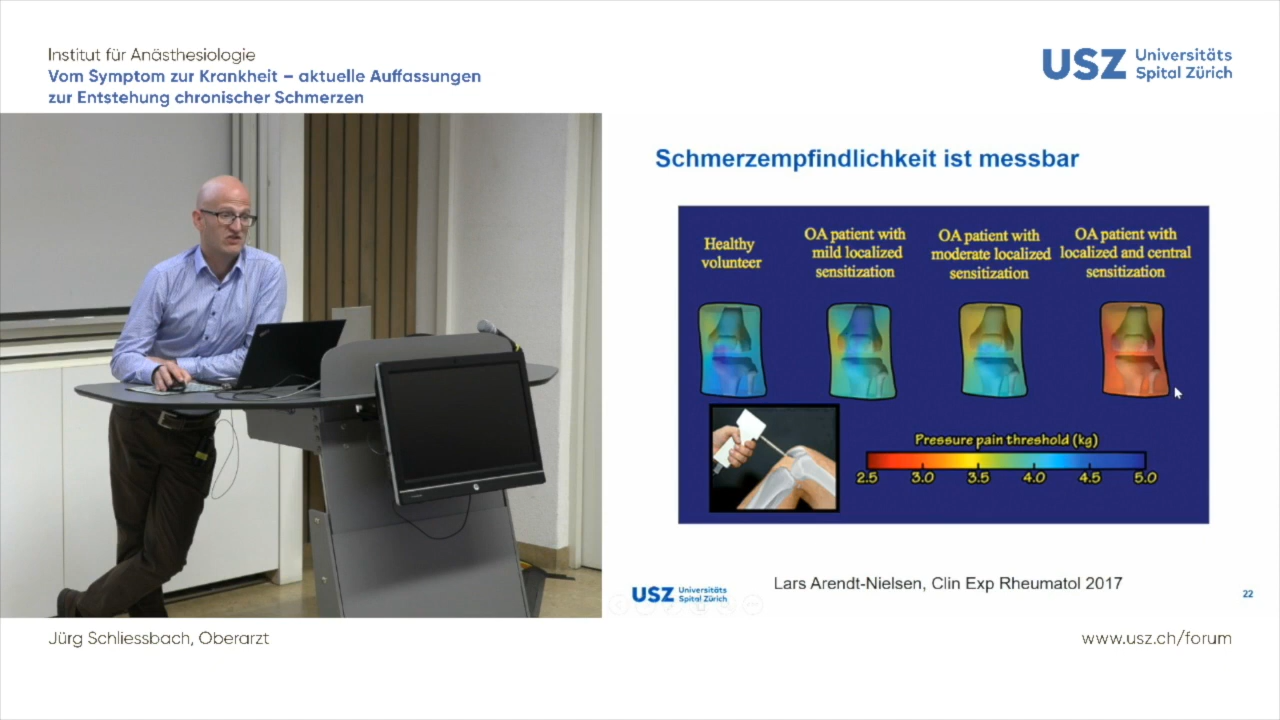 Institut für Anästhesiologie
Vom Symptom zur Krankheit – aktuelle Auffassungen
zur Entstehung chronischer Schmerzen
USZ Universitäts
Spital Zürich
Schmerzempfindlichkeit ist messbar
Healthy
volunteer
OA patient with
mild localized
sensitization
OA patient with
moderate localized
sensitization
OA patient with
localized and central
sensitization
Pressure pain threshold (kg)
2.5 3.0 3.5 4.0 4.5 5.0
Lars Arendt-Nielsen, Clin Exp Rheumatol 2017
USZ Universitäts
Spital Zürich
22
Jürg Schliessbach, Oberarzt
www.usz.ch/forum